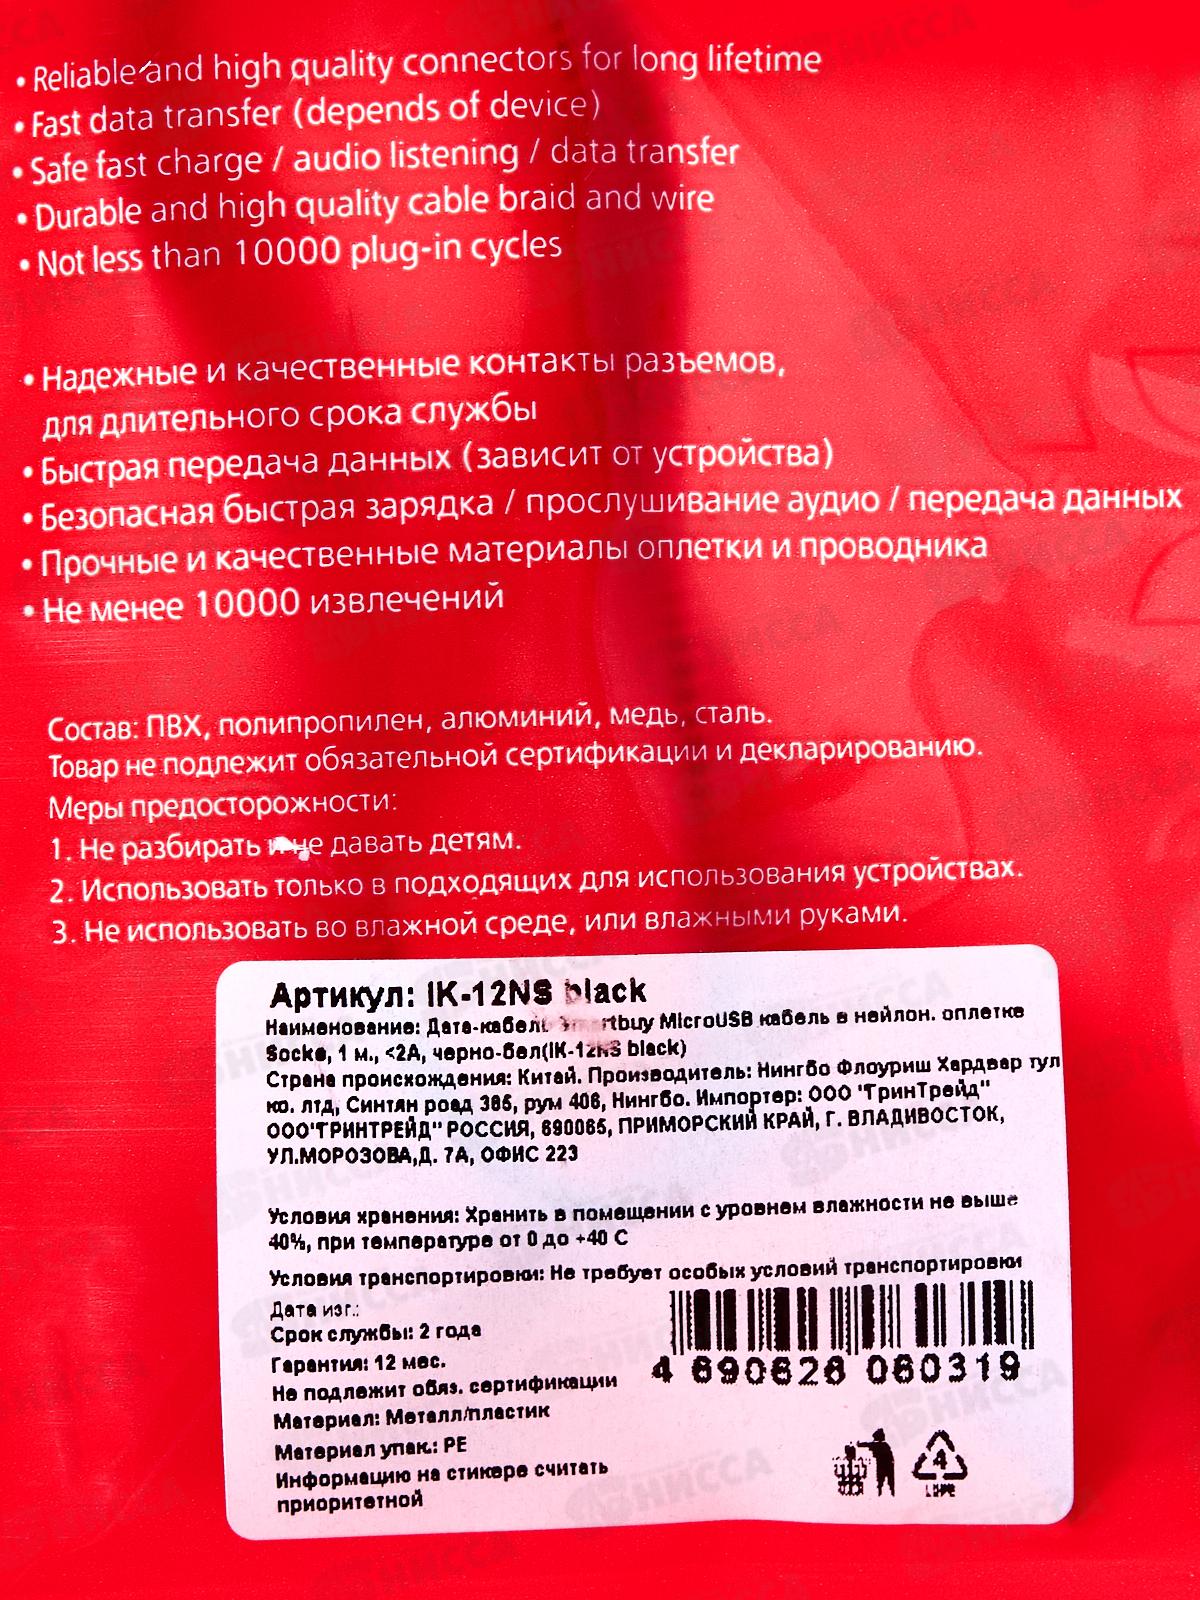 • Reliable and high quality connectors for long lifetime
• Fast data transfer (depends of device)
• Safe fast charge / audio listening / data transfer
• Durable and high quality cable braid and wire
• Not less than 10000 plug-in cycles
• Надежные и качественные контакты разъемов,
для длительного срока службы
• Быстрая передача данных (зависит от устройства)
• Безопасная быстрая зарядка / прослушивание аудио / передача данных
• Прочные и качественные материалы оплетки и проводника
• Не менее 10000 извлечений
Состав: ПВХ, полипропилен, алюминий, медь, сталь.
Товар не подлежит обязательной сертификации и декларированию.
Меры предосторожности:
1. Не разбирать и не давать детям.
2. Использовать только в подходящих для использования устройствах.
3. Не использовать во влажной среде, или влажными руками.
Артикул: IK-12NS black
Наименование: Дата-кабель Smartbuy MicroUSB кабель в нейлон. оплетке
Socks, 1 м., <2А, черно-бел(IK-12NS black)
Страна происхождения: Китай. Производитель: Нингбо Флоуриш Хардвар тул
ко. лтд, Синтян роад 385, рум 406, Нингбо. Импортер: ООО "ГринТрейд"
ООО"ГРИНТРЕЙД" РОССИЯ, 690065, ПРИМОРСКИЙ КРАЙ, Г. ВЛАДИВОСТОК,
УЛ.МОРОЗОВА,Д. 7А, ОФИС 223
Условия хранения: Хранить в помещении с уровнем влажности не выше
40%, при температуре от 0 до +40 С
Условия транспортировки: Не требует особых условий транспортировки
Дата изг.:
Срок службы: 2 года
Гарантия: 12 мес.
Не подлежит обяз. сертификации
Материал: Металл/пластик
Материал упак.: PE
Информацию на стикере считать
приоритетной
4 690626 060319
4
LDPE
БНИССА